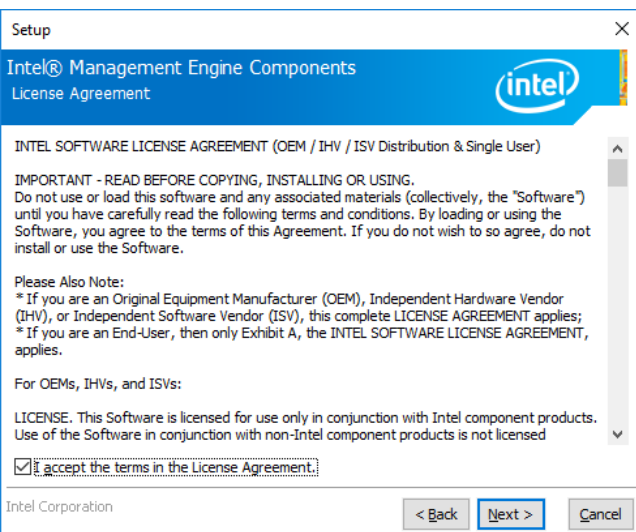 Setup
Intel® Management Engine Components
License Agreement
intel
INTEL SOFTWARE LICENSE AGREEMENT (OEM / IHV / ISV Distribution & Single User)
IMPORTANT - READ BEFORE COPYING, INSTALLING OR USING.
Do not use or load this software and any associated materials (collectively, the "Software")
until you have carefully read the following terms and conditions. By loading or using the
Software, you agree to the terms of this Agreement. If you do not wish to so agree, do not
install or use the Software.
Please Also Note:
* If you are an Original Equipment Manufacturer (OEM), Independent Hardware Vendor
(IHV), or Independent Software Vendor (ISV), this complete LICENSE AGREEMENT applies;
* If you are an End-User, then only Exhibit A, the INTEL SOFTWARE LICENSE AGREEMENT,
applies.
For OEMs, IHVs, and ISVs:
LICENSE. This Software is licensed for use only in conjunction with Intel component products.
Use of the Software in conjunction with non-Intel component products is not licensed
I accept the terms in the License Agreement.
Intel Corporation
< Back Next > Cancel